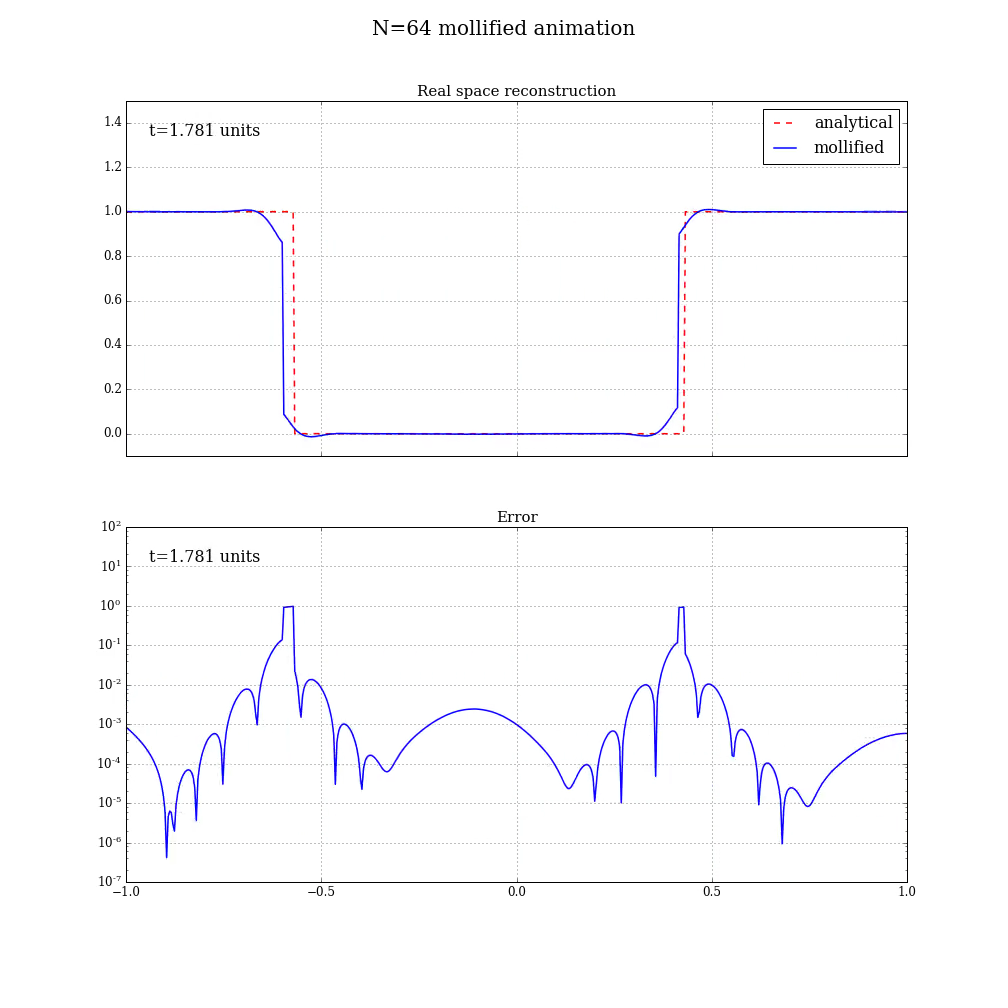 N=64 mollified animation
Real space reconstruction
t=1.781 units
analytical
mollified
1.4
1.2
1.0
0.8
0.6
0.4
0.2
0.0
Error
t=1.781 units
10²
10¹
10⁰
10⁻¹
10⁻²
10⁻³
10⁻⁴
10⁻⁵
10⁻⁶
10⁻⁷
−1.0 −0.5 0.0 0.5 1.0